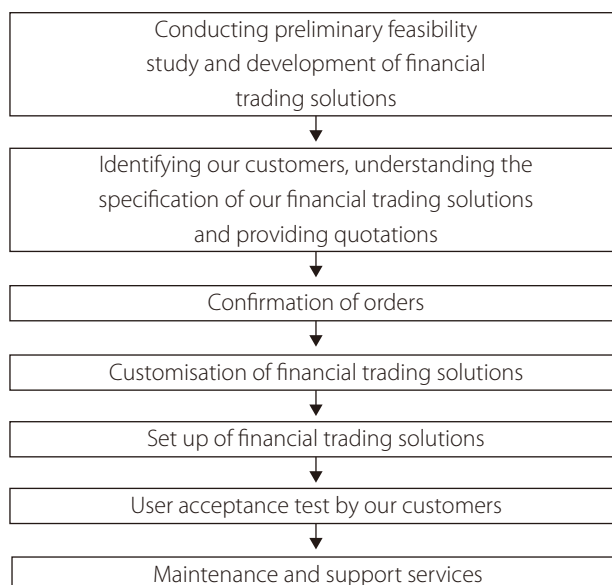 Conducting preliminary feasibility
study and development of financial
trading solutions
Identifying our customers, understanding the
specification of our financial trading solutions
and providing quotations
Confirmation of orders
Customisation of financial trading solutions
Set up of financial trading solutions
User acceptance test by our customers
Maintenance and support services